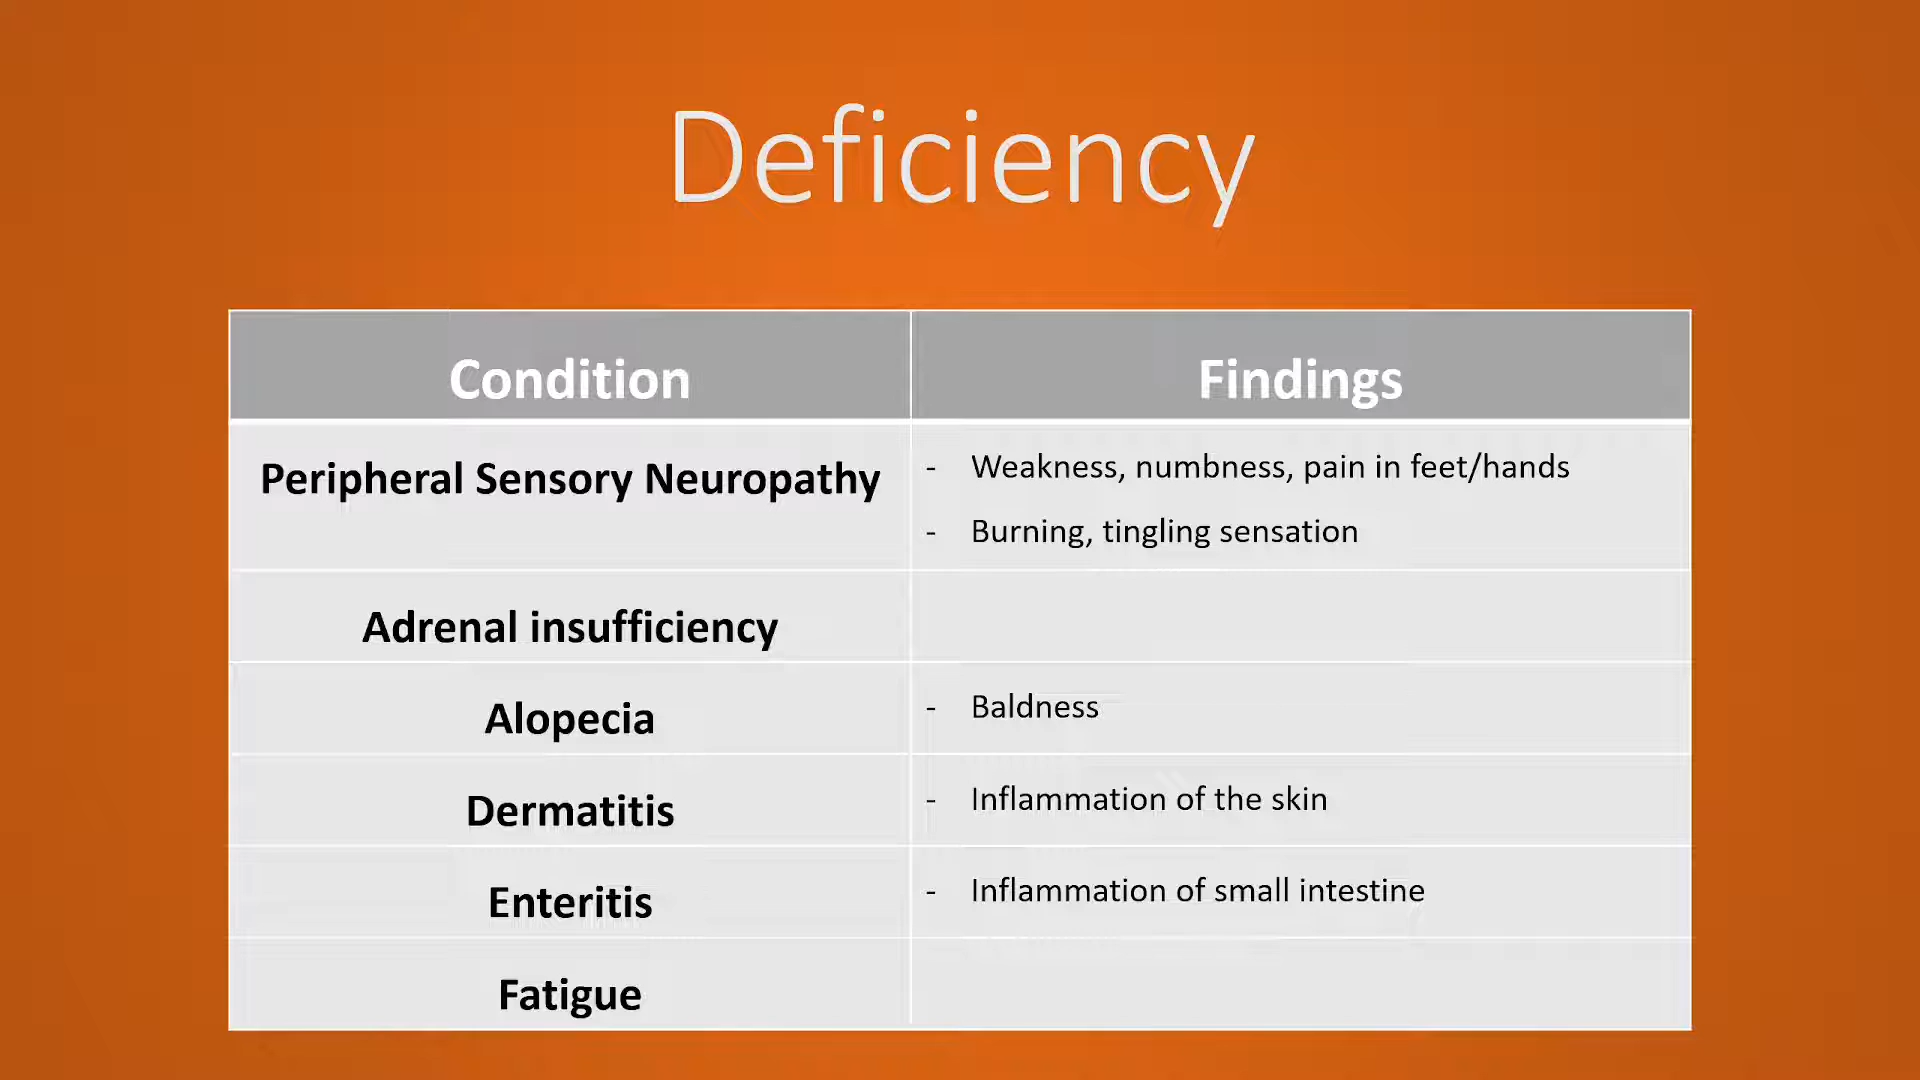 Deficiency
Condition
Findings
Peripheral Sensory Neuropathy
- Weakness, numbness, pain in feet/hands
- Burning, tingling sensation
Adrenal insufficiency
Alopecia
- Baldness
Dermatitis
- Inflammation of the skin
Enteritis
- Inflammation of small intestine
Fatigue